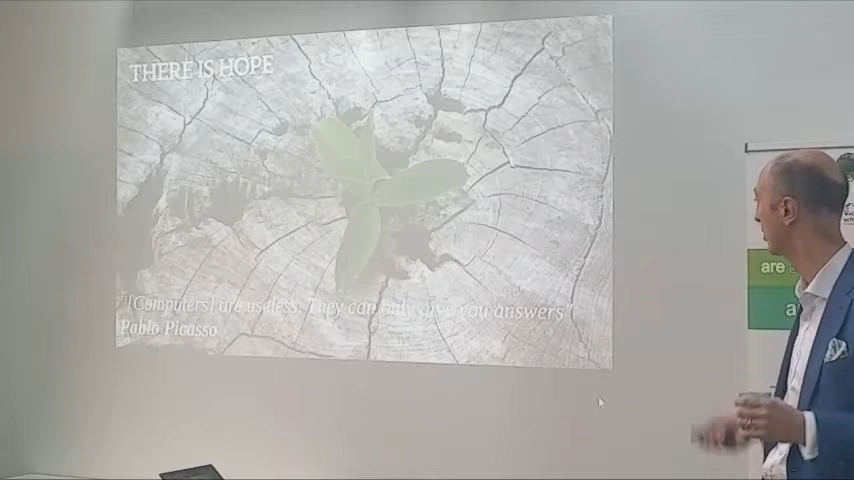 THERE IS HOPE
"[Computers] are useless. They can only give you answers"
Pablo Picasso
are
a